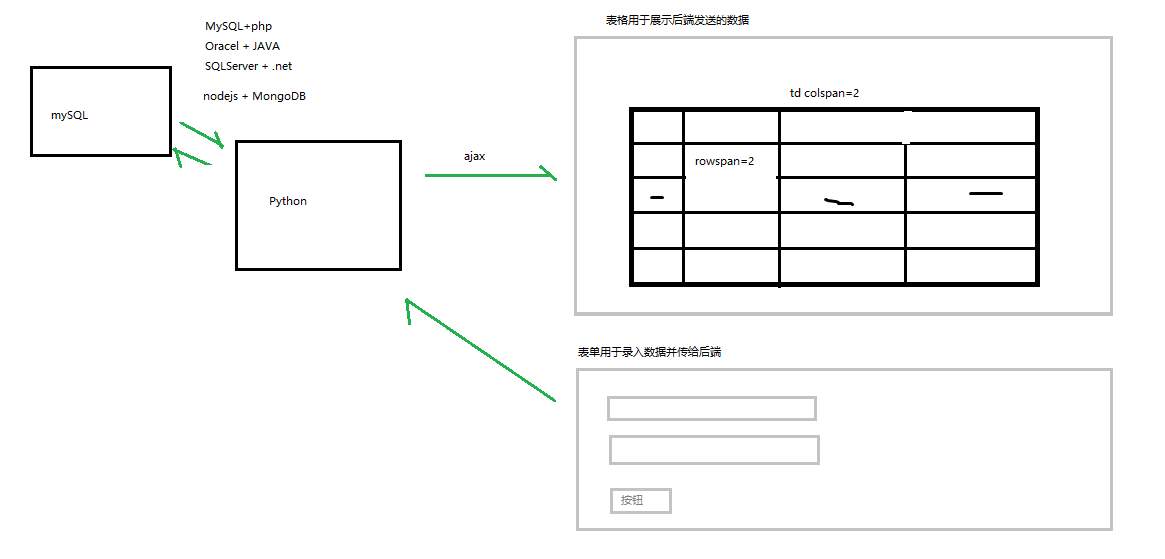 MySQL+php
Oracel + JAVA
SQLServer + .net
nodejs + MongoDB
mySQL
Python
ajax
表格用于展示后端发送的数据
td colspan=2
rowspan=2
表单用于录入数据并传给后端
按钮